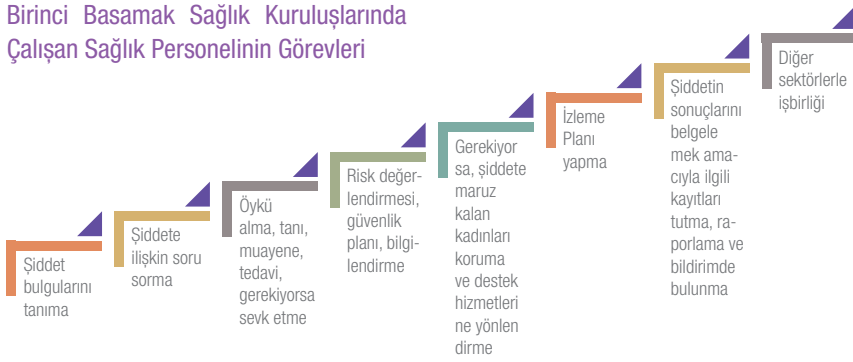 Birinci Basamak Sağlık Kuruluşlarında
Çalışan Sağlık Personelinin Görevleri
Şiddet
bulgularını
tanıma
Şiddete
ilişkin soru
sorma
Öykü
alma, tanı,
muayene,
tedavi,
gerekiyorsa
sevk etme
Risk değer-
lendirmesi,
güvenlik
planı, bilgi-
lendirme
Gerekiyor
sa, şiddete
maruz
kalan
kadınları
koruma
ve destek
hizmetleri
ne yönlen
dirme
İzleme
Planı
yapma
Şiddetin
sonuçlarını
belgele
mek ama-
cıyla ilgili
kayıtları
tutma, ra-
porlama ve
bildirimde
bulunma
Diğer
sektörlerle
işbirliği